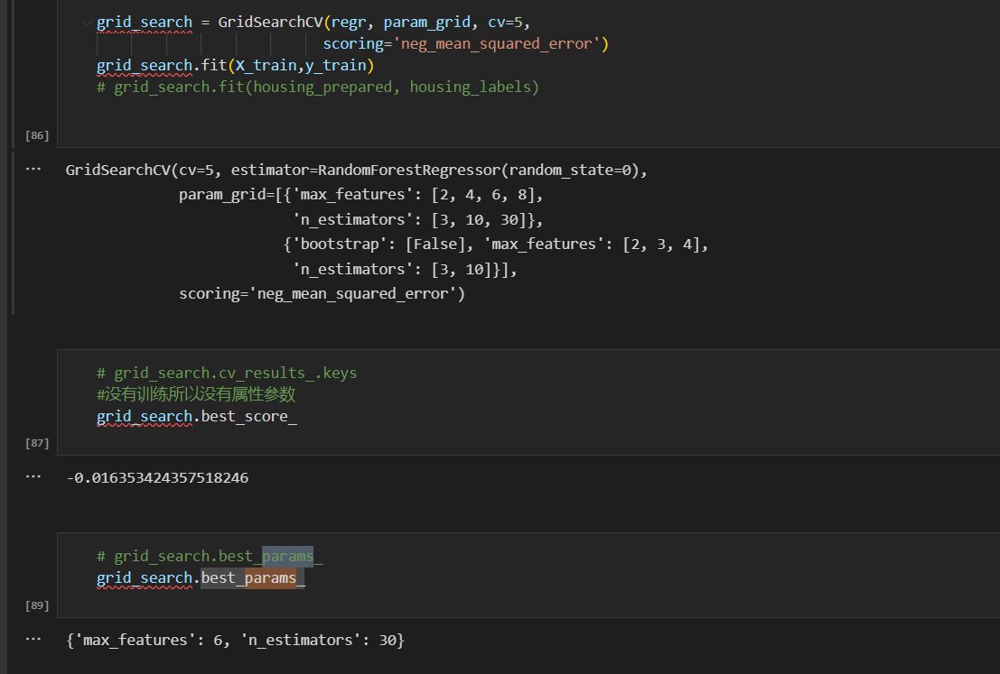 grid_search = GridSearchCV(regr, param_grid, cv=5,
scoring='neg_mean_squared_error')
grid_search.fit(X_train,y_train)
# grid_search.fit(housing_prepared, housing_labels)
[86]
... GridSearchCV(cv=5, estimator=RandomForestRegressor(random_state=0),
param_grid=[{'max_features': [2, 4, 6, 8],
'n_estimators': [3, 10, 30]},
{'bootstrap': [False], 'max_features': [2, 3, 4],
'n_estimators': [3, 10]}],
scoring='neg_mean_squared_error')
# grid_search.cv_results_.keys
#没有训练所以没有属性参数
grid_search.best_score_
[87]
... -0.016353424357518246
# grid_search.best_params_
grid_search.best_params_
[89]
... {'max_features': 6, 'n_estimators': 30}